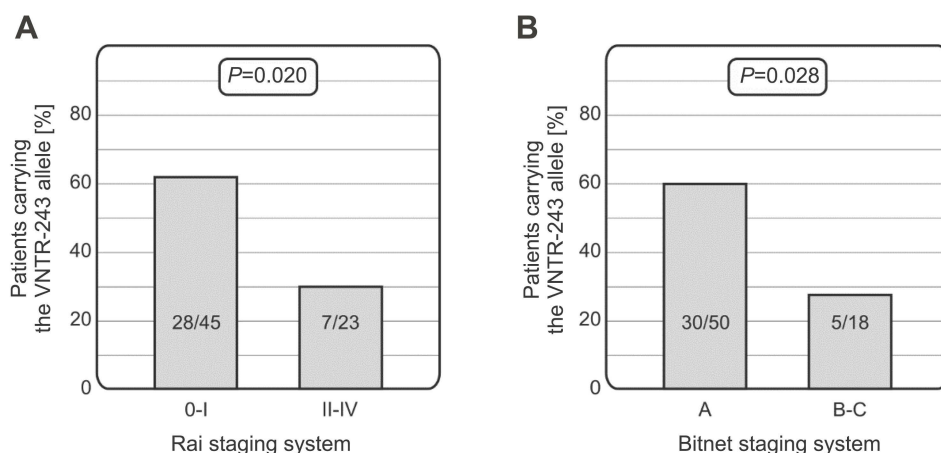 A
P=0.020
Patients carrying
the VNTR-243 allele [%]
80
60
40
20
0
28/45
7/23
0-I
II-IV
Rai staging system
B
P=0.028
Patients carrying
the VNTR-243 allele [%]
80
60
40
20
0
30/50
5/18
A
B-C
Bitnet staging system